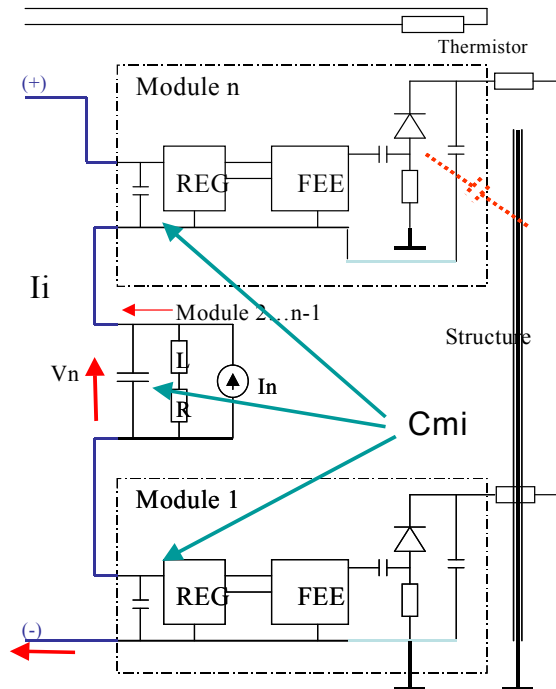 Thermistor
(+)
Module n
REG
FEE
Ii
Module 2…n-1
Structure
Vn
L
In
R
Cmi
Module 1
REG
FEE
(-)